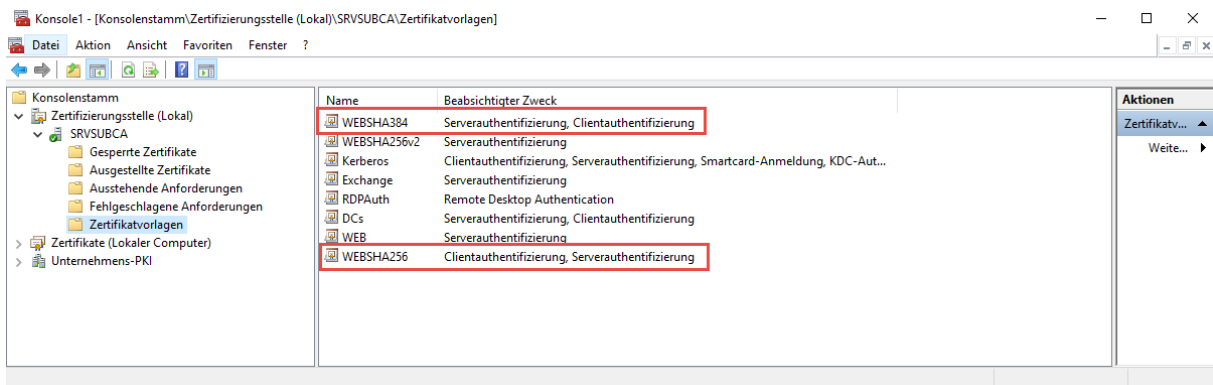 Konsole1 - [Konsolenstamm\Zertifizierungsstelle (Lokal)\SRVSUBCA\Zertifikatvorlagen]
Datei Aktion Ansicht Favoriten Fenster ?
Konsolenstamm
Zertifizierungsstelle (Lokal)
SRVSUBCA
Gesperrte Zertifikate
Ausgestellte Zertifikate
Ausstehende Anforderungen
Fehlgeschlagene Anforderungen
Zertifikatvorlagen
Zertifikate (Lokaler Computer)
Unternehmens-PKI
Name Beabsichtigter Zweck
WEBSHA384 Serverauthentifizierung, Clientauthentifizierung
WEBSHA256v2 Serverauthentifizierung
Kerberos Clientauthentifizierung, Serverauthentifizierung, Smartcard-Anmeldung, KDC-Aut...
Exchange Serverauthentifizierung
RDPAuth Remote Desktop Authentication
DCs Serverauthentifizierung, Clientauthentifizierung
WEB Serverauthentifizierung
WEBSHA256 Clientauthentifizierung, Serverauthentifizierung
Aktionen
Zertifikatv...
Weite...